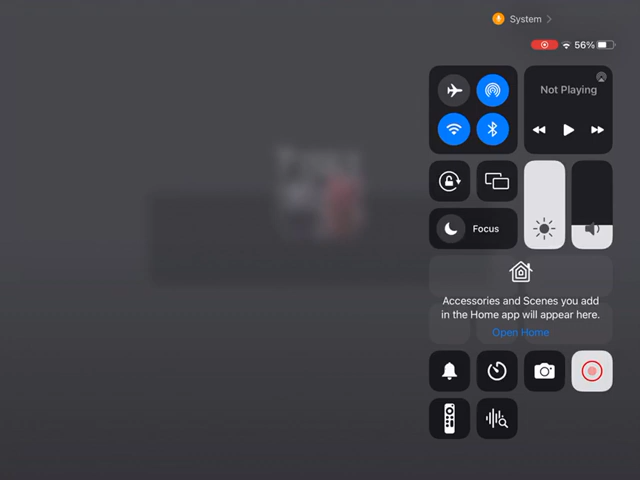 System
56%
Not Playing
Focus
Accessories and Scenes you add
in the Home app will appear here.
Open Home